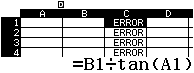 D
A B C D
1 ERROR
2 ERROR
3 ERROR
4 ERROR
=B1÷tan(A1)